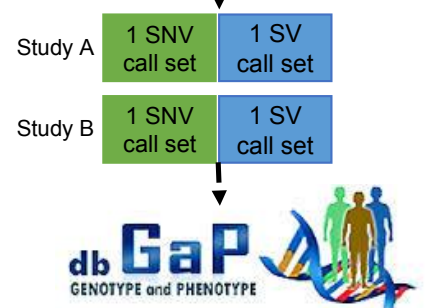 Study A
1 SNV
call set
1 SV
call set
Study B
1 SNV
call set
1 SV
call set
db GaP
GENOTYPE and PHENOTYPE